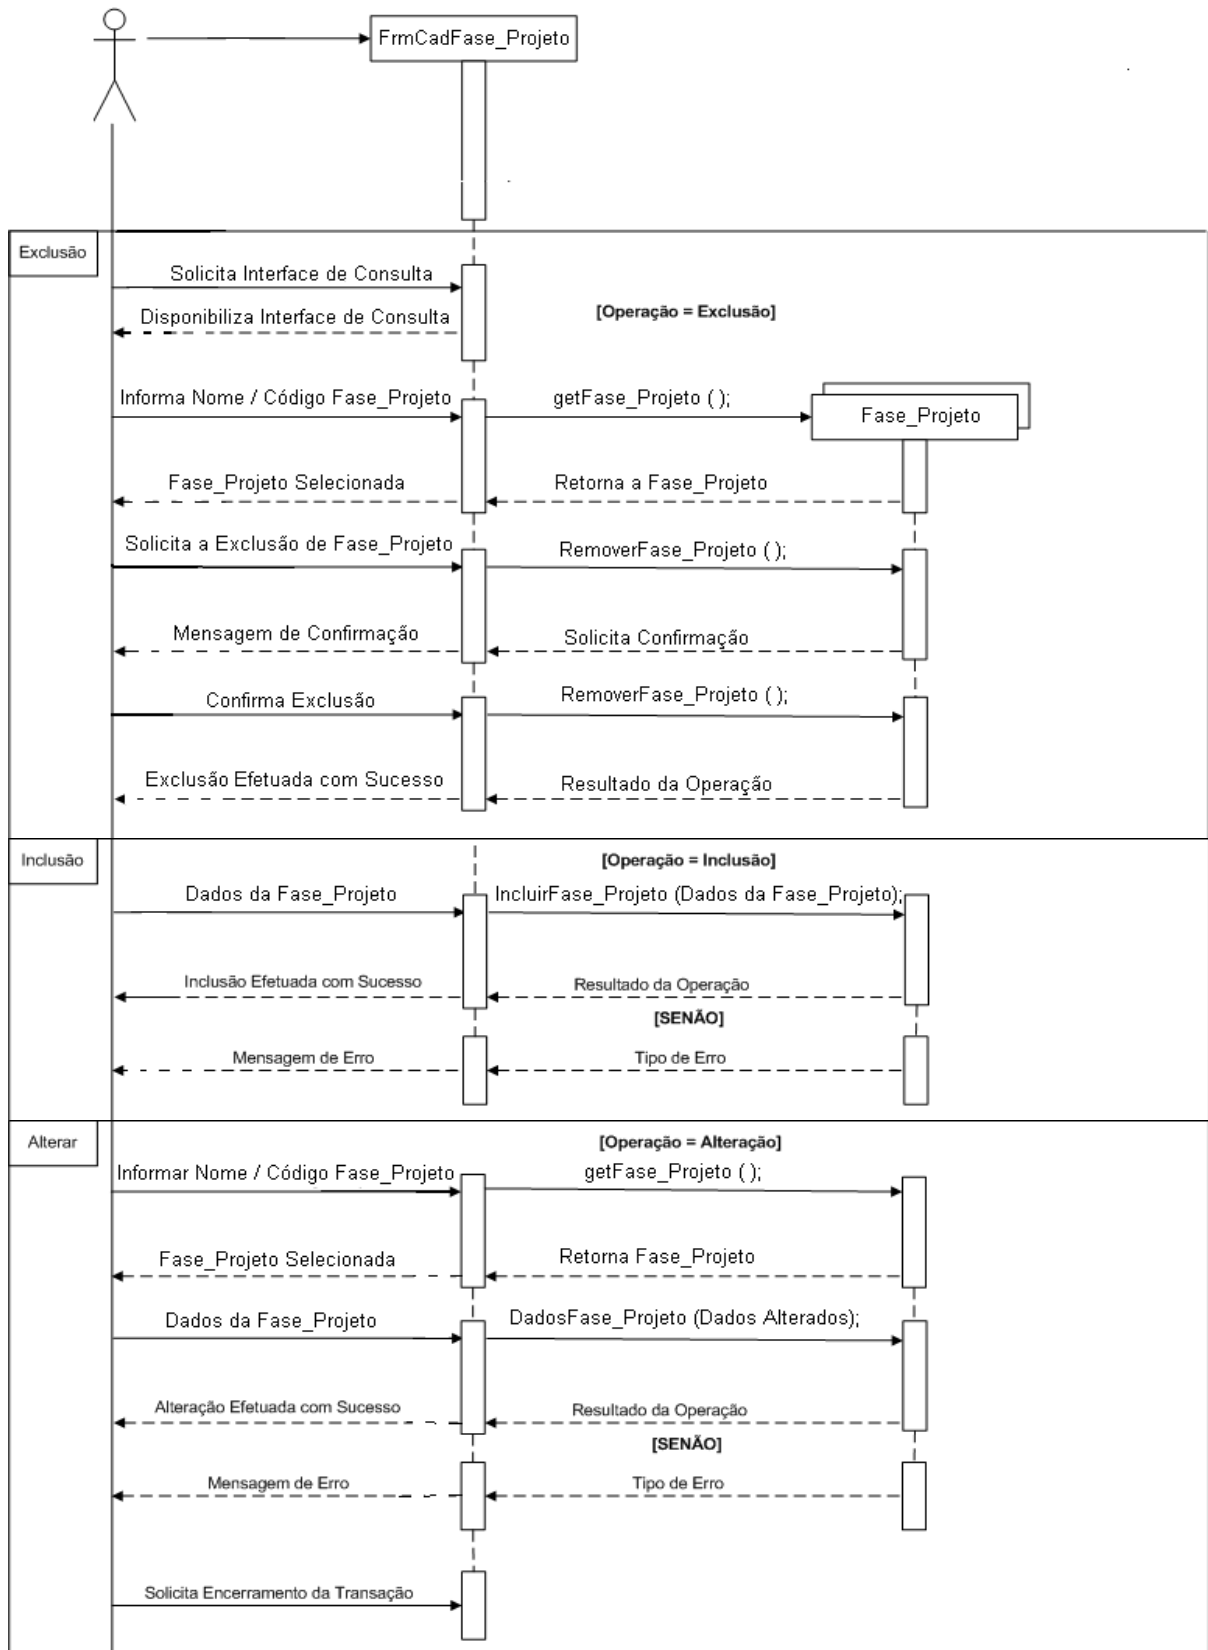 FrmCadFase_Projeto
Exclusão
Solicita Interface de Consulta
[Operação = Exclusão]
Disponibiliza Interface de Consulta
Informa Nome / Código Fase_Projeto
getFase_Projeto ( );
Fase_Projeto
Fase_Projeto Selecionada
Retorna a Fase_Projeto
Solicita a Exclusão de Fase_Projeto
RemoverFase_Projeto ( );
Mensagem de Confirmação
Solicita Confirmação
Confirma Exclusão
RemoverFase_Projeto ( );
Exclusão Efetuada com Sucesso
Resultado da Operação
Inclusão
[Operação = Inclusão]
Dados da Fase_Projeto
IncluirFase_Projeto (Dados da Fase_Projeto);
Inclusão Efetuada com Sucesso
Resultado da Operação
[SENÃO]
Mensagem de Erro
Tipo de Erro
Alterar
[Operação = Alteração]
Informar Nome / Código Fase_Projeto
getFase_Projeto ( );
Fase_Projeto Selecionada
Retorna Fase_Projeto
Dados da Fase_Projeto
DadosFase_Projeto (Dados Alterados);
Alteração Efetuada com Sucesso
Resultado da Operação
[SENÃO]
Mensagem de Erro
Tipo de Erro
Solicita Encerramento da Transação